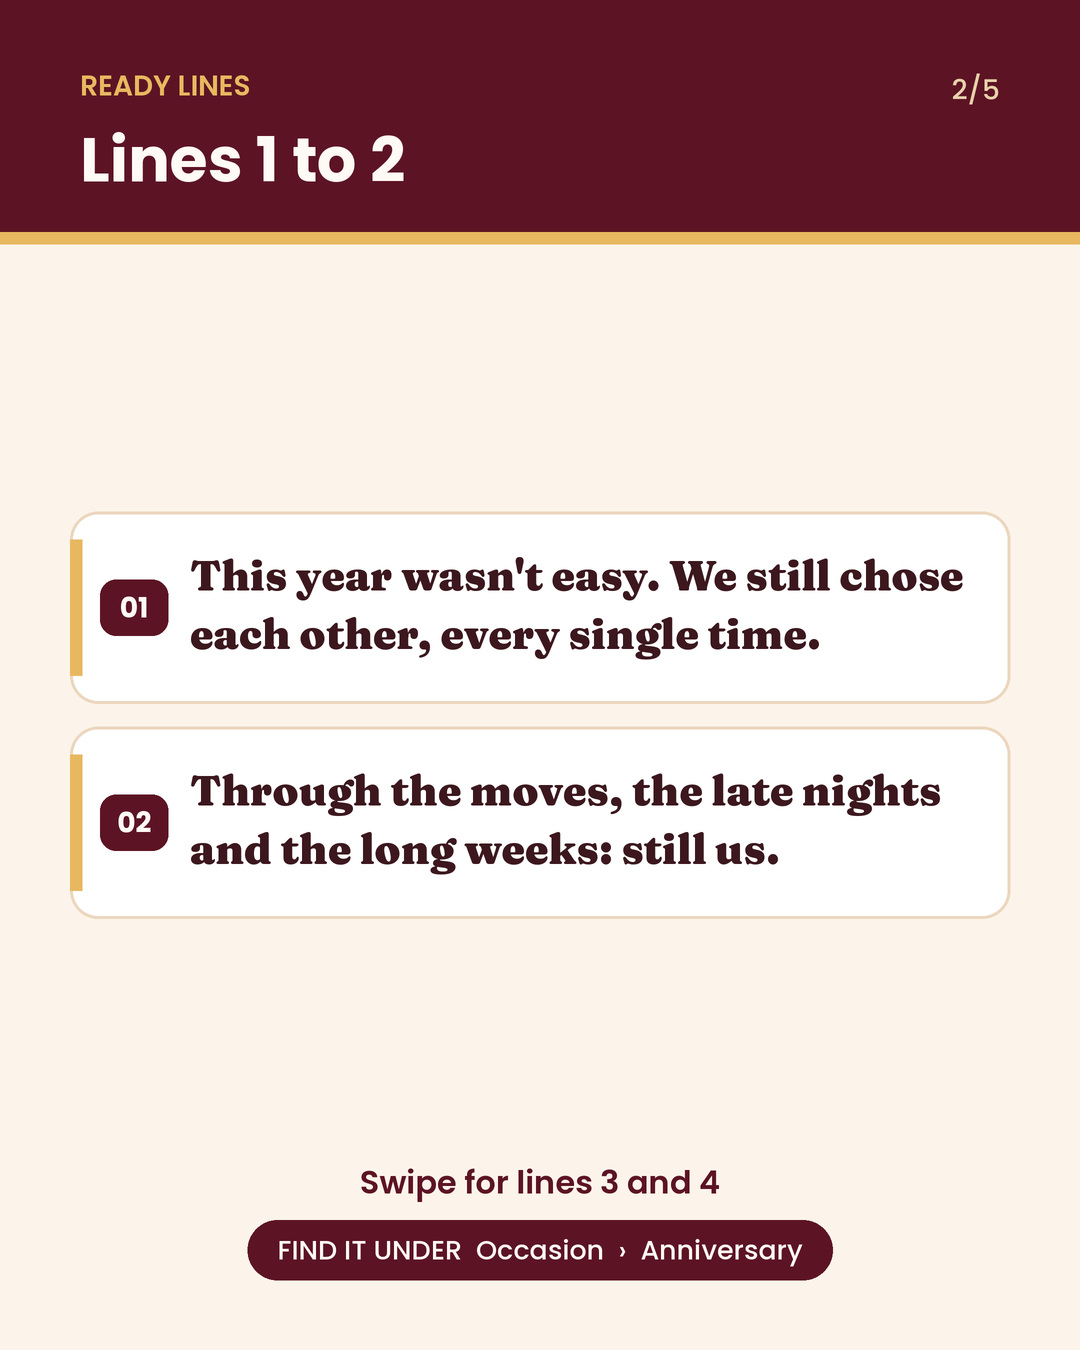 READY LINES
2/5
Lines 1 to 2
01
This year wasn't easy. We still chose
each other, every single time.
02
Through the moves, the late nights
and the long weeks: still us.
Swipe for lines 3 and 4
FIND IT UNDER Occasion › Anniversary